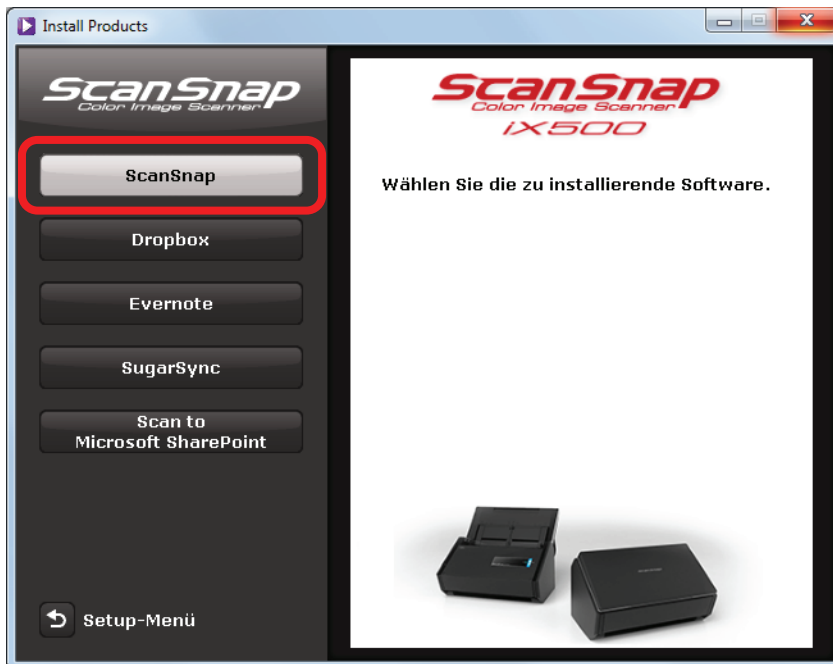 Install Products
ScanSnap
Color Image Scanner
ScanSnap
Dropbox
Evernote
SugarSync
Scan to
Microsoft SharePoint
Setup-Menü
ScanSnap
Color Image Scanner
iX500
Wählen Sie die zu installierende Software.